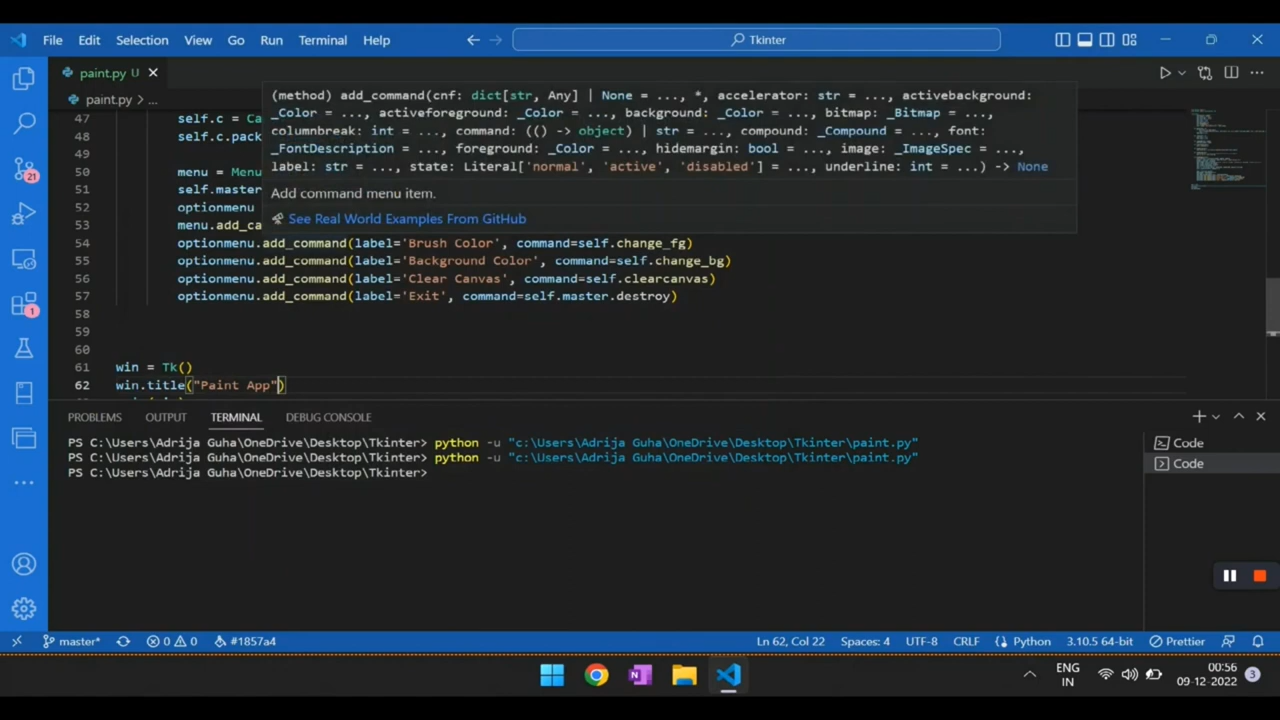 File Edit Selection View Go Run Terminal Help
Tkinter
paint.py U
paint.py > ...
(method) add_command(cnf: dict[str, Any] | None = ..., *, accelerator: str = ..., activebackground:
_Color = ..., activeforeground: _Color = ..., background: _Color = ..., bitmap: _Bitmap = ...,
columnbreak: int = ..., command: (() -> object) | str = ..., compound: _Compound = ..., font:
_FontDescription = ..., foreground: _Color = ..., hidemargin: bool = ..., image: _ImageSpec = ...,
label: str = ..., state: Literal['normal', 'active', 'disabled'] = ..., underline: int = ...) -> None
Add command menu item.
See Real World Examples From GitHub
47 self.c = Ca
48 self.c.pack
49
50 menu = Menu
51 self.master
52 optionmenu
53 menu.add_ca
54 optionmenu.add_command(label='Brush Color', command=self.change_fg)
55 optionmenu.add_command(label='Background Color', command=self.change_bg)
56 optionmenu.add_command(label='Clear Canvas', command=self.clearcanvas)
57 optionmenu.add_command(label='Exit', command=self.master.destroy)
58
59
60
61 win = Tk()
62 win.title("Paint App")
21
1
PROBLEMS OUTPUT TERMINAL DEBUG CONSOLE
PS C:\Users\Adrija Guha\OneDrive\Desktop\Tkinter> python -u "c:\Users\Adrija Guha\OneDrive\Desktop\Tkinter\paint.py"
PS C:\Users\Adrija Guha\OneDrive\Desktop\Tkinter> python -u "c:\Users\Adrija Guha\OneDrive\Desktop\Tkinter\paint.py"
PS C:\Users\Adrija Guha\OneDrive\Desktop\Tkinter>
Code
Code
master* 0 0 #1857a4 Ln 62, Col 22 Spaces: 4 UTF-8 CRLF Python 3.10.5 64-bit Prettier
ENG
IN
00:56
09-12-2022
3